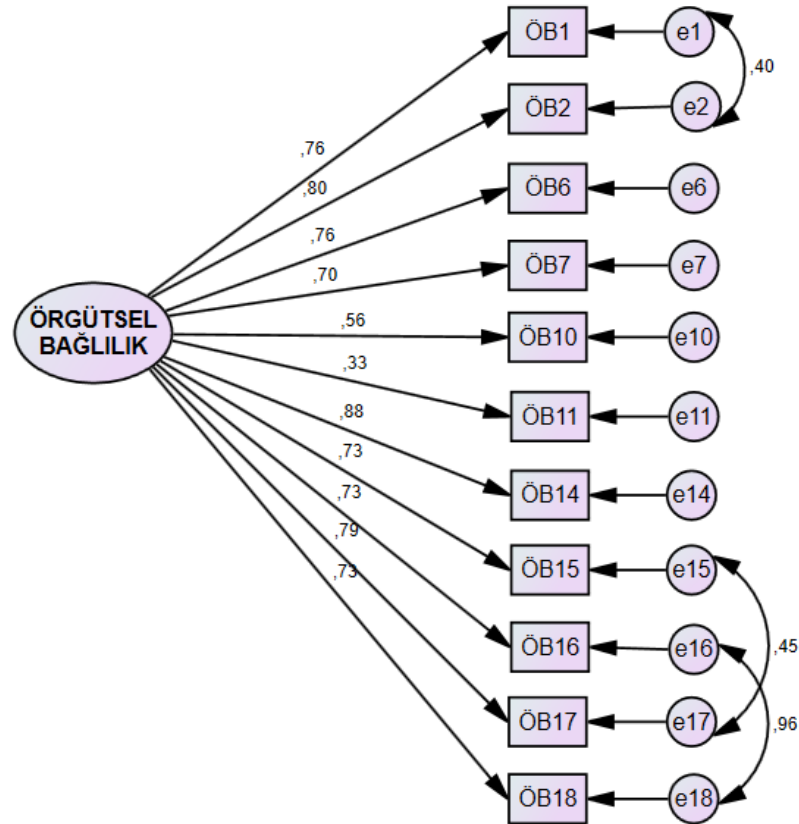 ÖB1
e1
,40
ÖB2
e2
,76
,80
ÖB6
e6
,76
ÖB7
e7
,70
ÖRGÜTSEL
BAĞLILIK
,56
ÖB10
e10
,33
ÖB11
e11
,88
,73
ÖB14
e14
,73
,79
ÖB15
e15
,73
ÖB16
e16
,45
ÖB17
e17
,96
ÖB18
e18